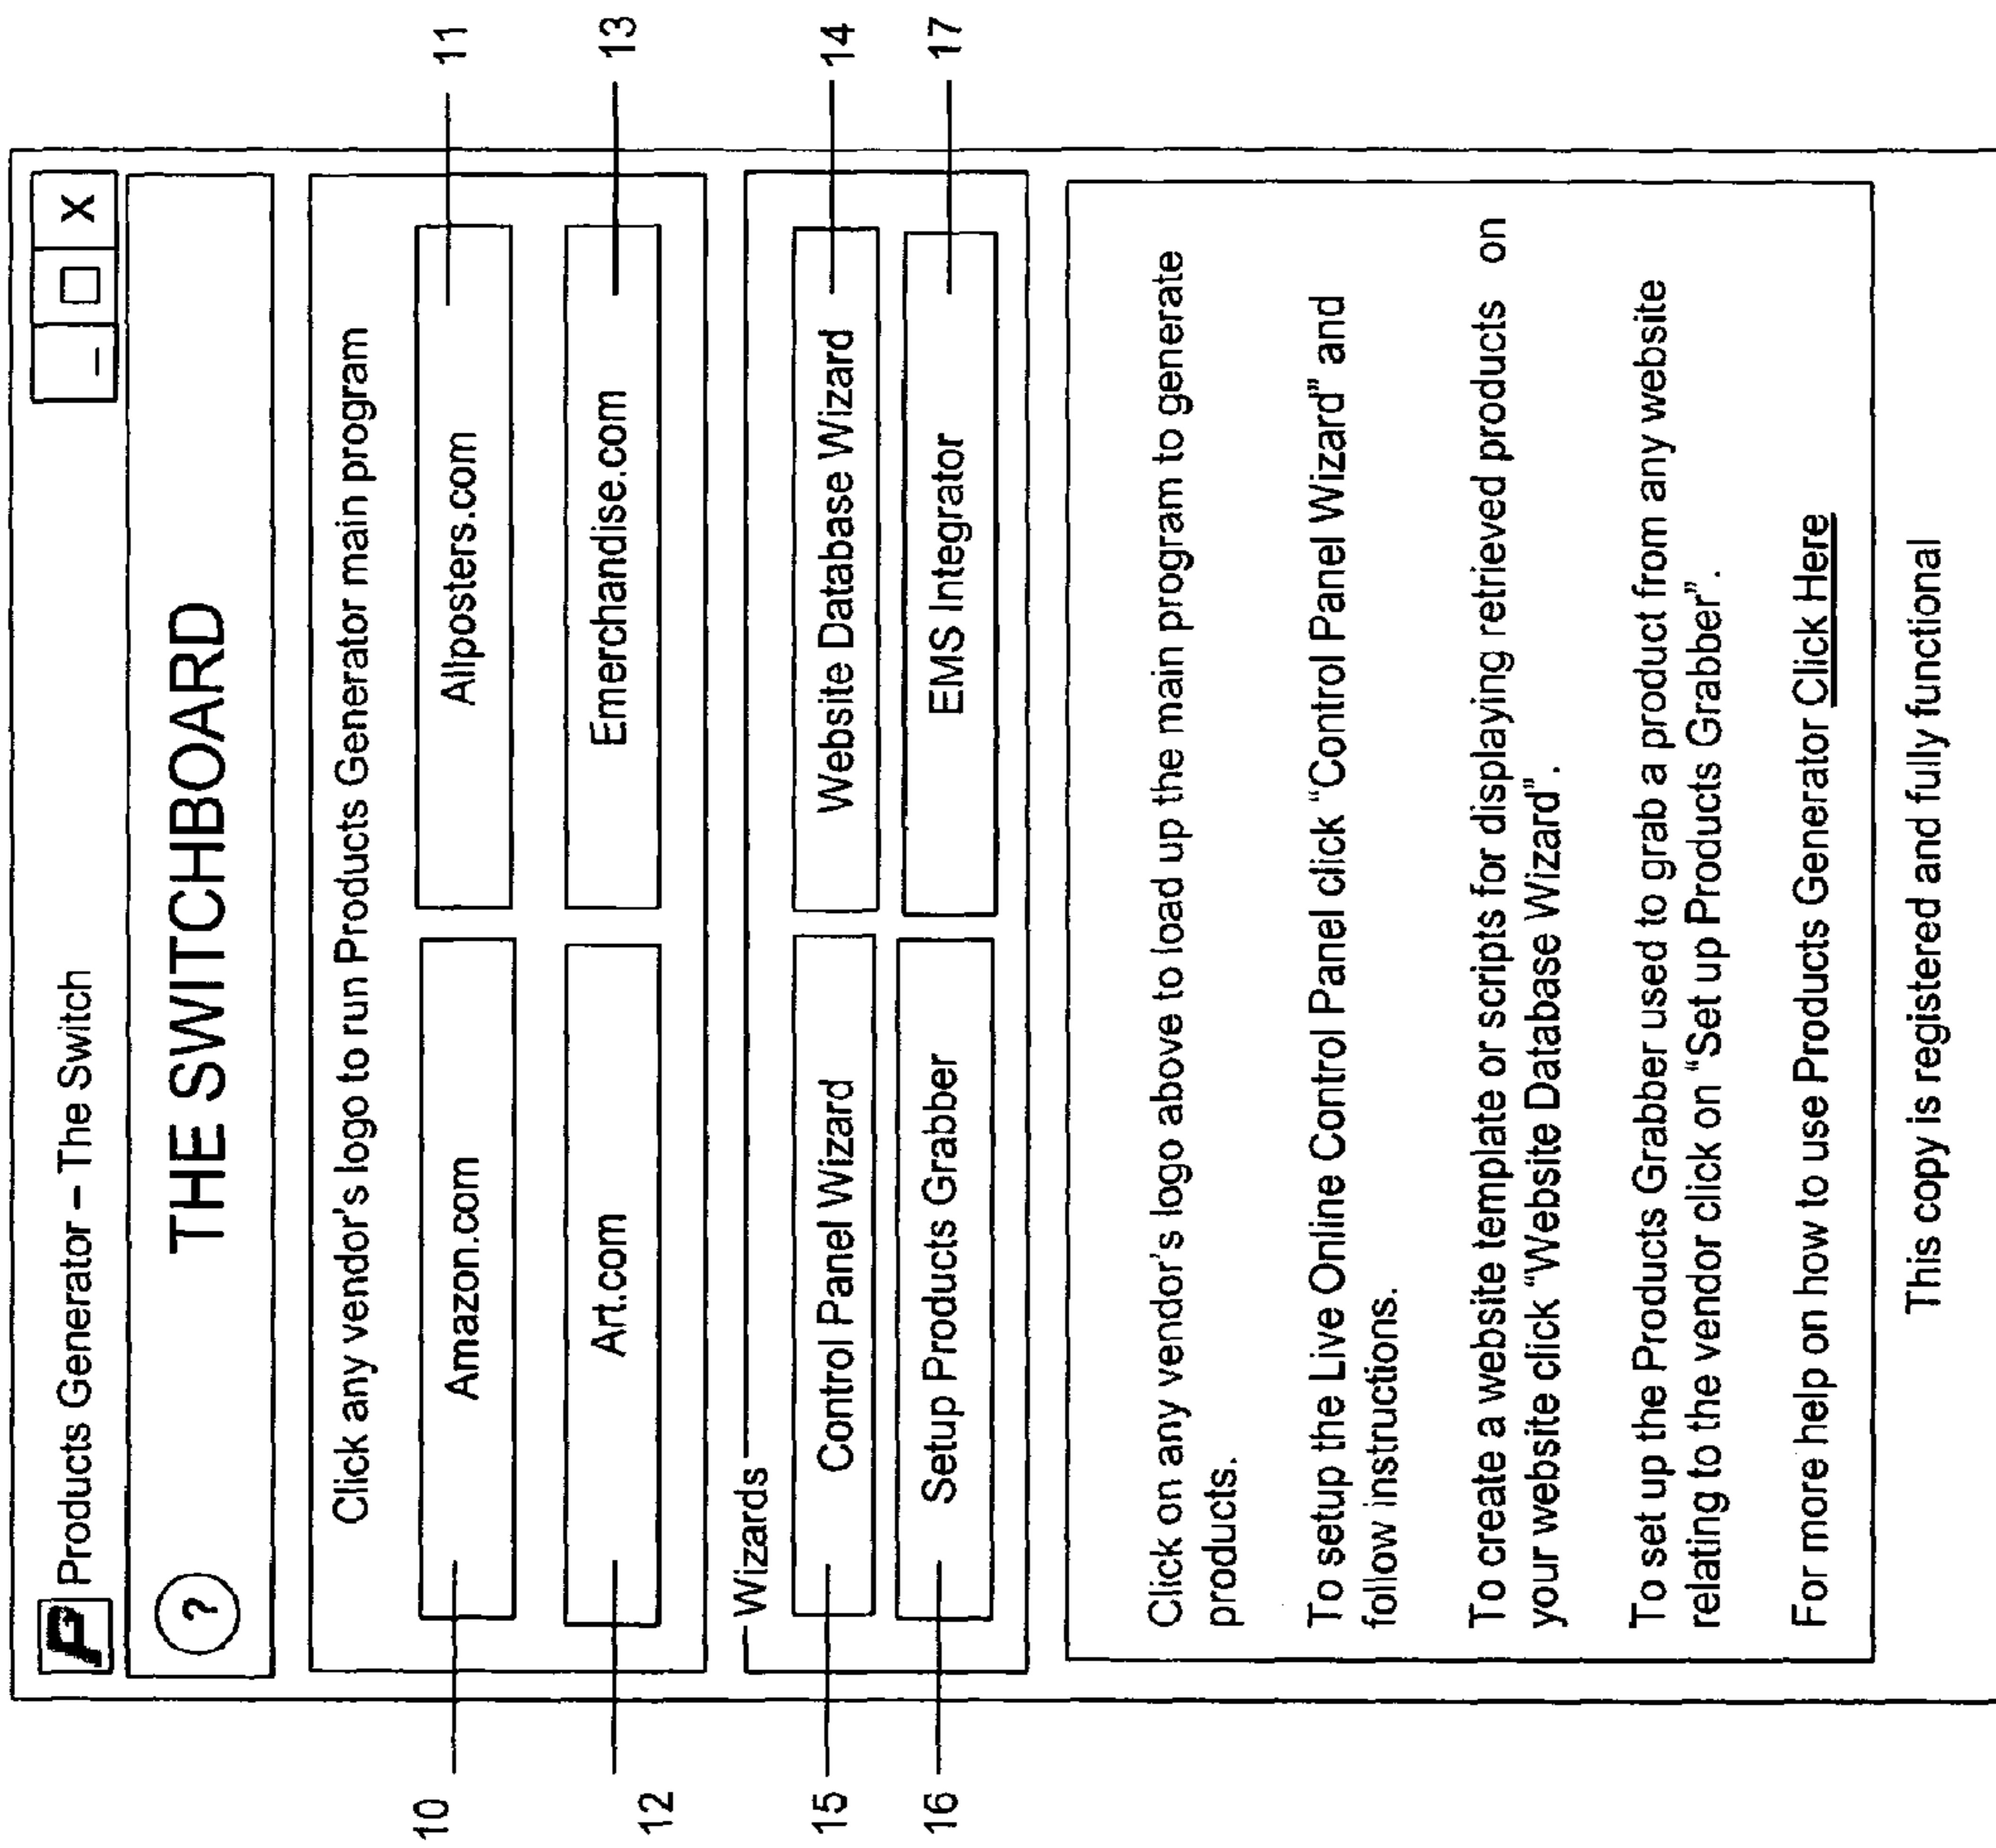 Products Generator – The Switch
_ □ X
?
THE SWITCHBOARD
Click any vendor's logo to run Products Generator main program
10
Amazon.com
Allposters.com
11
12
Art.com
Emerchandise.com
13
Wizards
15
Control Panel Wizard
Website Database Wizard
14
16
Setup Products Grabber
EMS Integrator
17
Click on any vendor's logo above to load up the main program to generate
products.
To setup the Live Online Control Panel click “Control Panel Wizard” and
follow instructions.
To create a website template or scripts for displaying retrieved products on
your website click “Website Database Wizard”.
To set up the Products Grabber used to grab a product from any website
relating to the vendor click on “Set up Products Grabber”.
For more help on how to use Products Generator Click Here
This copy is registered and fully functional